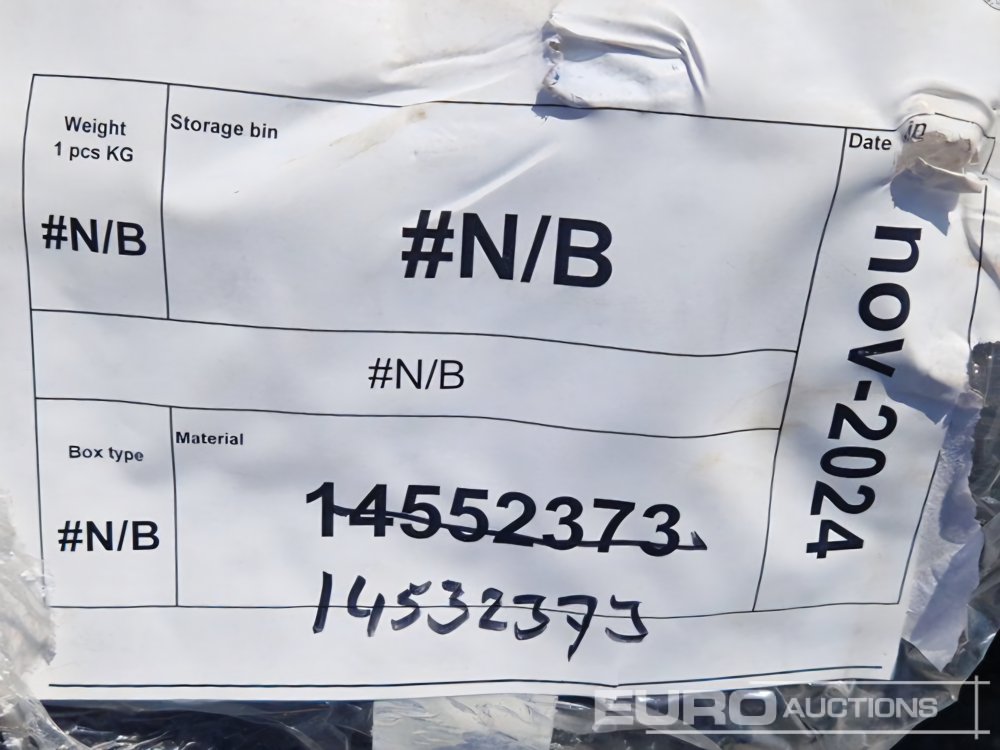 Weight
1 pcs KG
#N/B
Storage bin
#N/B
Date
nov-2024
#N/B
Box type
#N/B
Material
14552373
14532373
EURO AUCTIONS